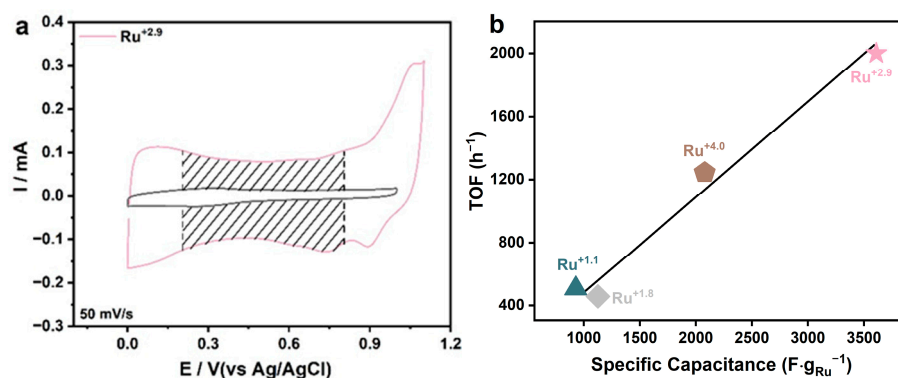 a
Ru+2.9
I / mA
0.4
0.3
0.2
0.1
0.0
−0.1
−0.2
−0.3
50 mV/s
0.0 0.3 0.6 0.9 1.2
E / V(vs Ag/AgCl)
b
TOF (h−1)
2000
1600
1200
800
400
Ru+2.9
Ru+4.0
Ru+1.1
Ru+1.8
1000 1500 2000 2500 3000 3500
Specific Capacitance (F·gRu−1)